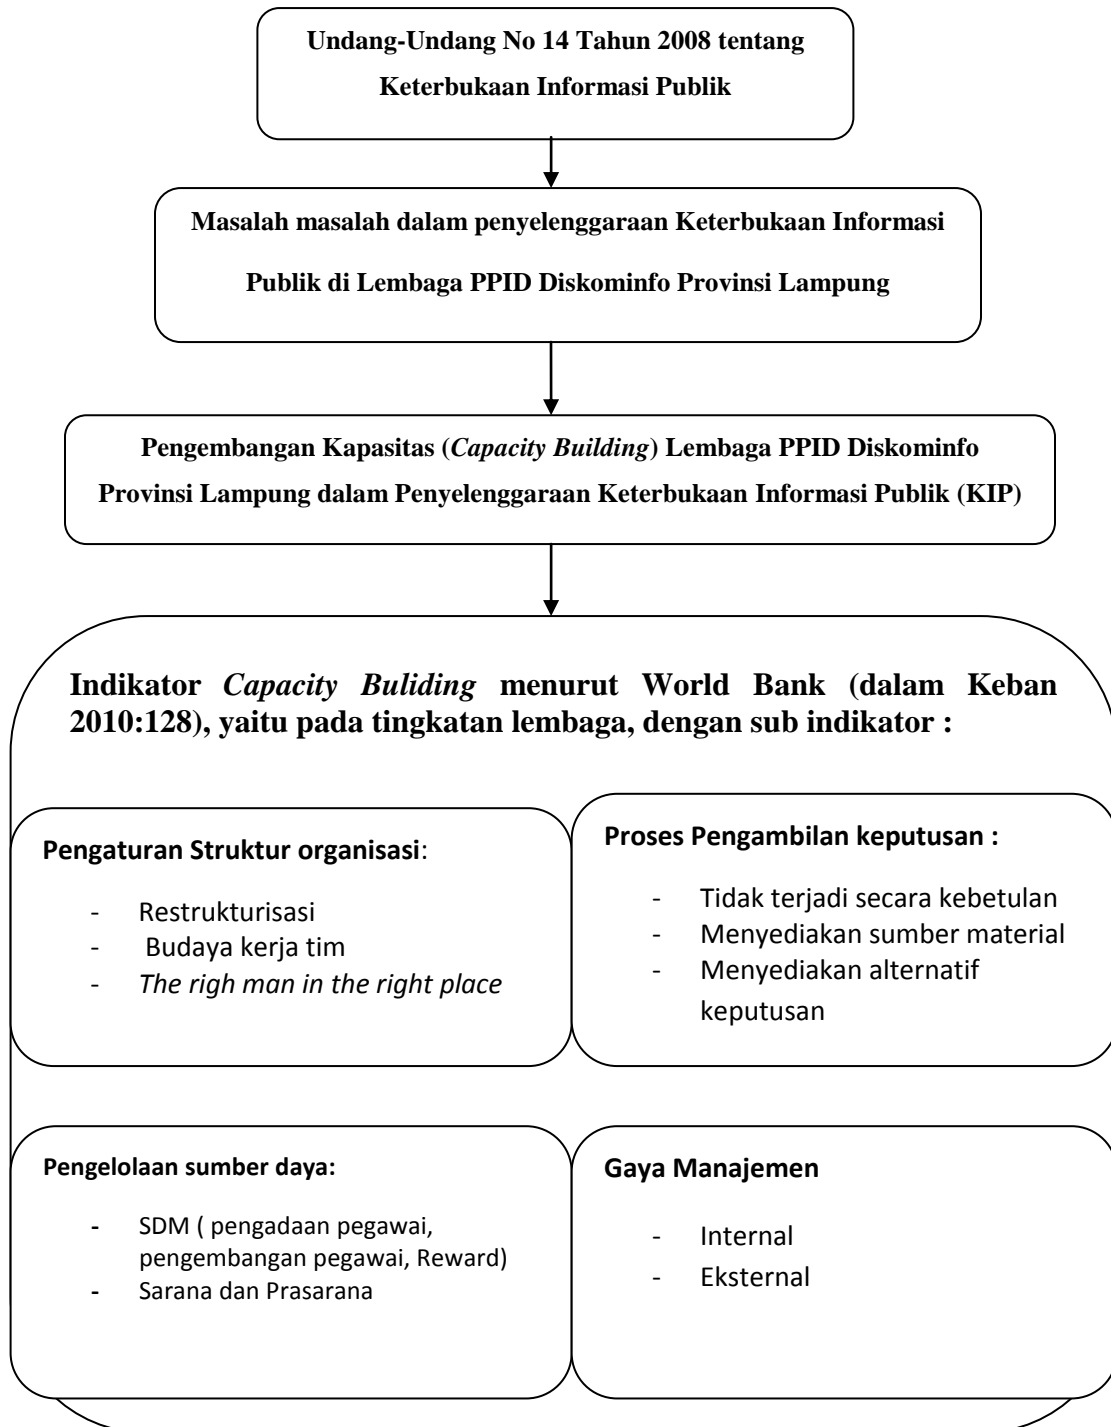 Undang-Undang No 14 Tahun 2008 tentang
Keterbukaan Informasi Publik
Masalah masalah dalam penyelenggaraan Keterbukaan Informasi
Publik di Lembaga PPID Diskominfo Provinsi Lampung
Pengembangan Kapasitas (Capacity Building) Lembaga PPID Diskominfo
Provinsi Lampung dalam Penyelenggaraan Keterbukaan Informasi Publik (KIP)
Indikator Capacity Buliding menurut World Bank (dalam Keban
2010:128), yaitu pada tingkatan lembaga, dengan sub indikator :
Pengaturan Struktur organisasi:
- Restrukturisasi
- Budaya kerja tim
- The righ man in the right place
Proses Pengambilan keputusan :
- Tidak terjadi secara kebetulan
- Menyediakan sumber material
- Menyediakan alternatif
keputusan
Pengelolaan sumber daya:
- SDM ( pengadaan pegawai,
pengembangan pegawai, Reward)
- Sarana dan Prasarana
Gaya Manajemen
- Internal
- Eksternal